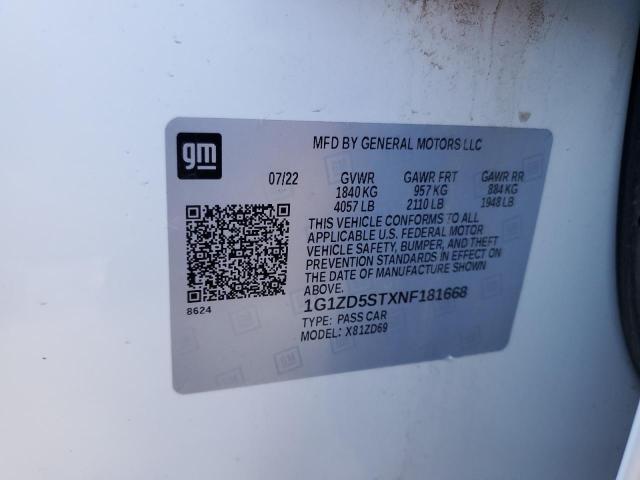 gm
MFD BY GENERAL MOTORS LLC
07/22 GVWR GAWR FRT GAWR RR
1840 KG 957 KG 884 KG
4057 LB 2110 LB 1948 LB
THIS VEHICLE CONFORMS TO ALL
APPLICABLE U.S. FEDERAL MOTOR
VEHICLE SAFETY, BUMPER, AND THEFT
PREVENTION STANDARDS IN EFFECT ON
THE DATE OF MANUFACTURE SHOWN
ABOVE.
8624
1G1ZD5STXNF181668
TYPE: PASS CAR
MODEL: X81ZD69